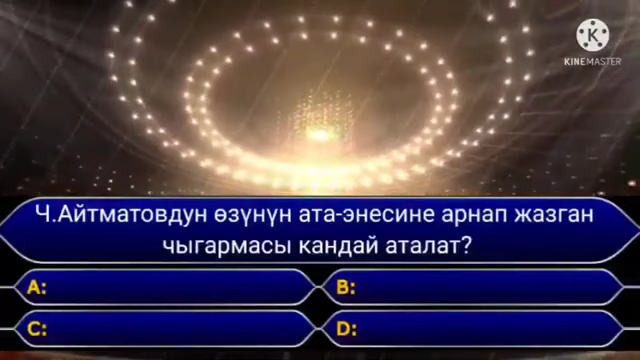 KINEMASTER
Ч.Айтматовдун өзүнүн ата-энесине арнап жазган
чыгармасы кандай аталат?
A:
B:
C:
D: